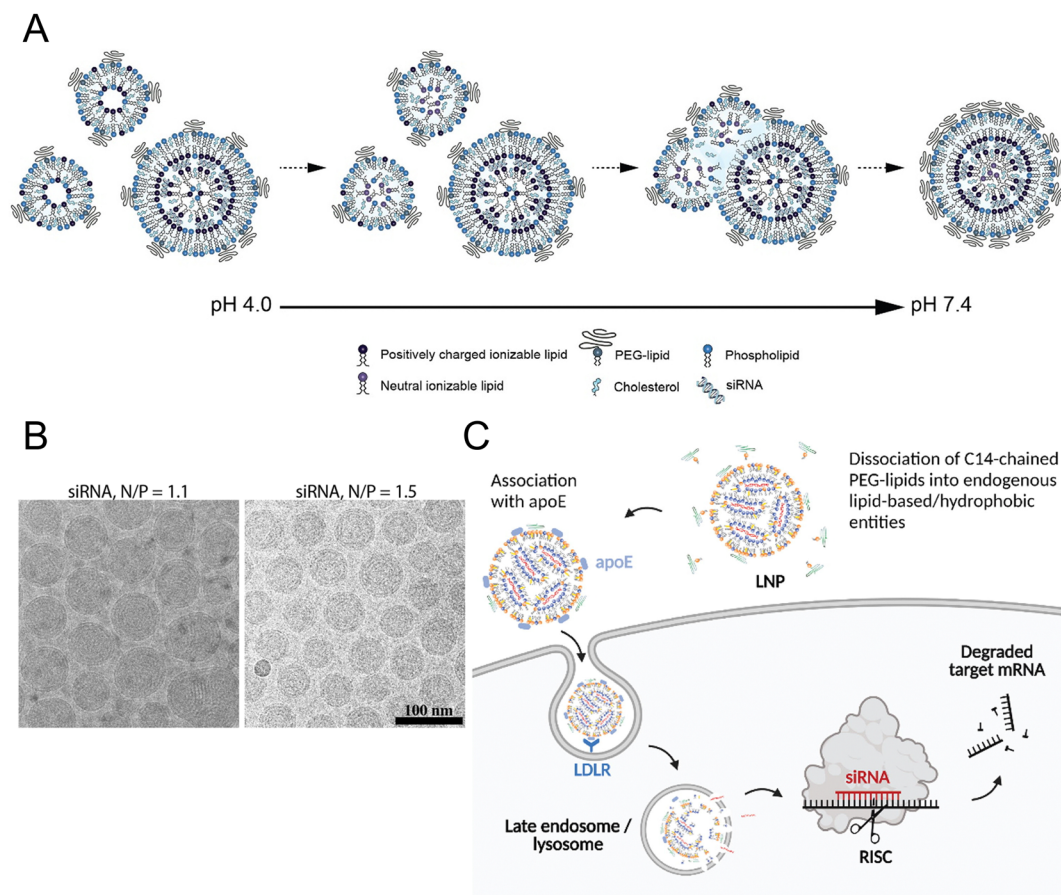 A
pH 4.0
pH 7.4
Positively charged ionizable lipid
PEG-lipid
Phospholipid
Neutral ionizable lipid
Cholesterol
siRNA
B
siRNA, N/P = 1.1
siRNA, N/P = 1.5
100 nm
C
Association
with apoE
apoE
LNP
Dissociation of C14-chained
PEG-lipids into endogenous
lipid-based/hydrophobic
entities
LDLR
Late endosome /
lysosome
siRNA
RISC
Degraded
target mRNA